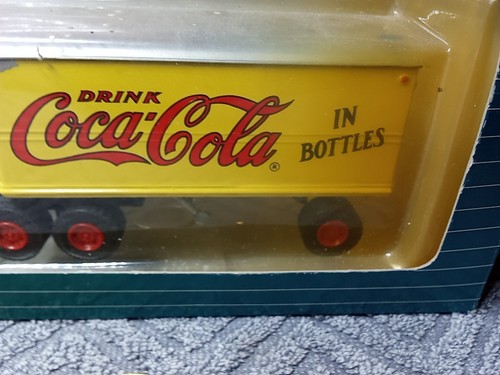 DRINK
Coca-Cola ®
IN
BOTTLES